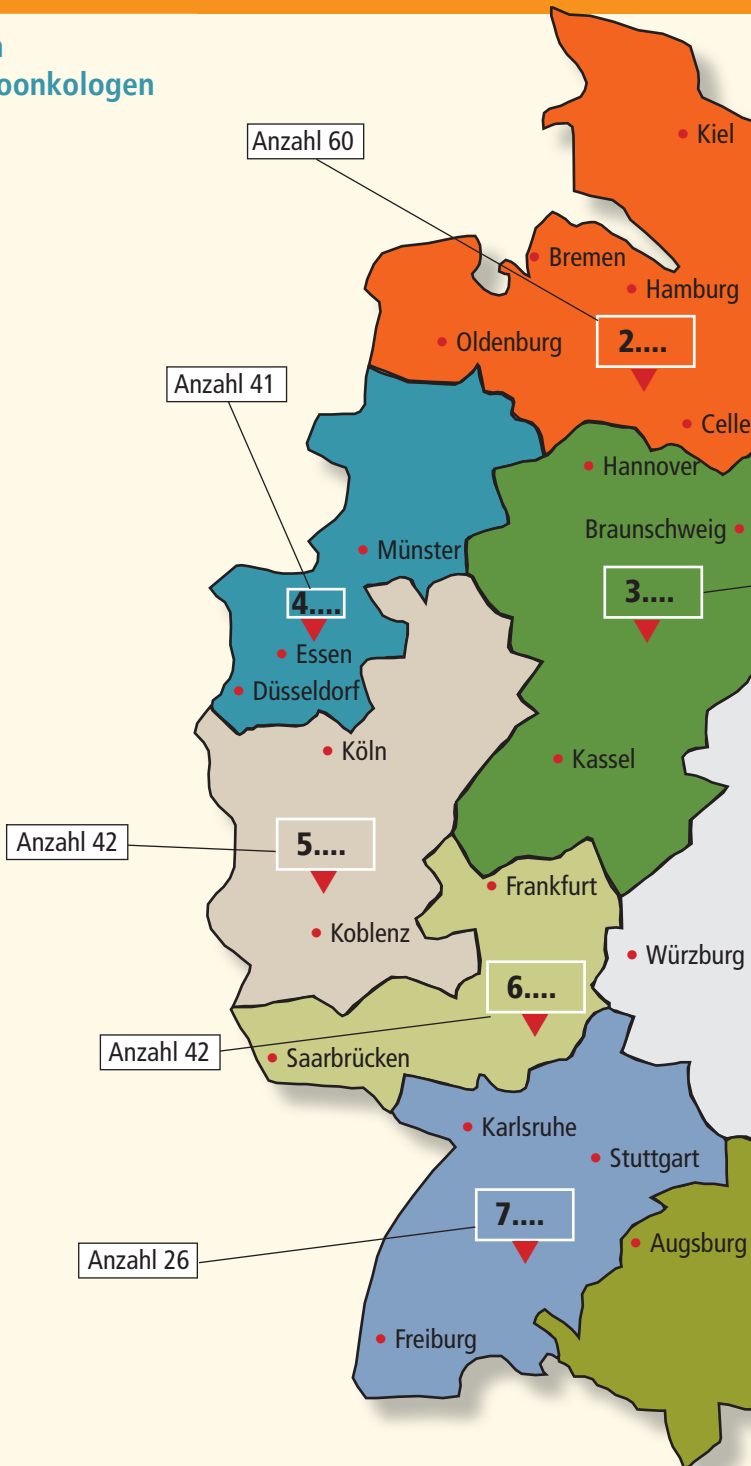 Kiel
Anzahl 60
Bremen
Hamburg
Oldenburg
2....
Anzahl 41
Celle
Hannover
Braunschweig
Münster
3....
4....
Essen
Düsseldorf
Köln
Kassel
Anzahl 42
5....
Frankfurt
Koblenz
Würzburg
6....
Anzahl 42
Saarbrücken
Karlsruhe
Stuttgart
7....
Augsburg
Anzahl 26
Freiburg